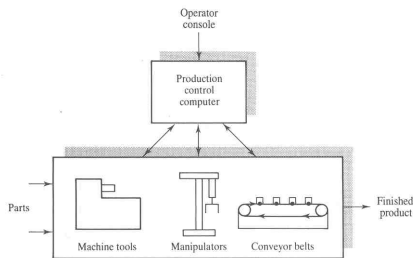 Operator
console
Production
control
computer
Parts
Machine tools
Manipulators
Conveyor belts
Finished
product